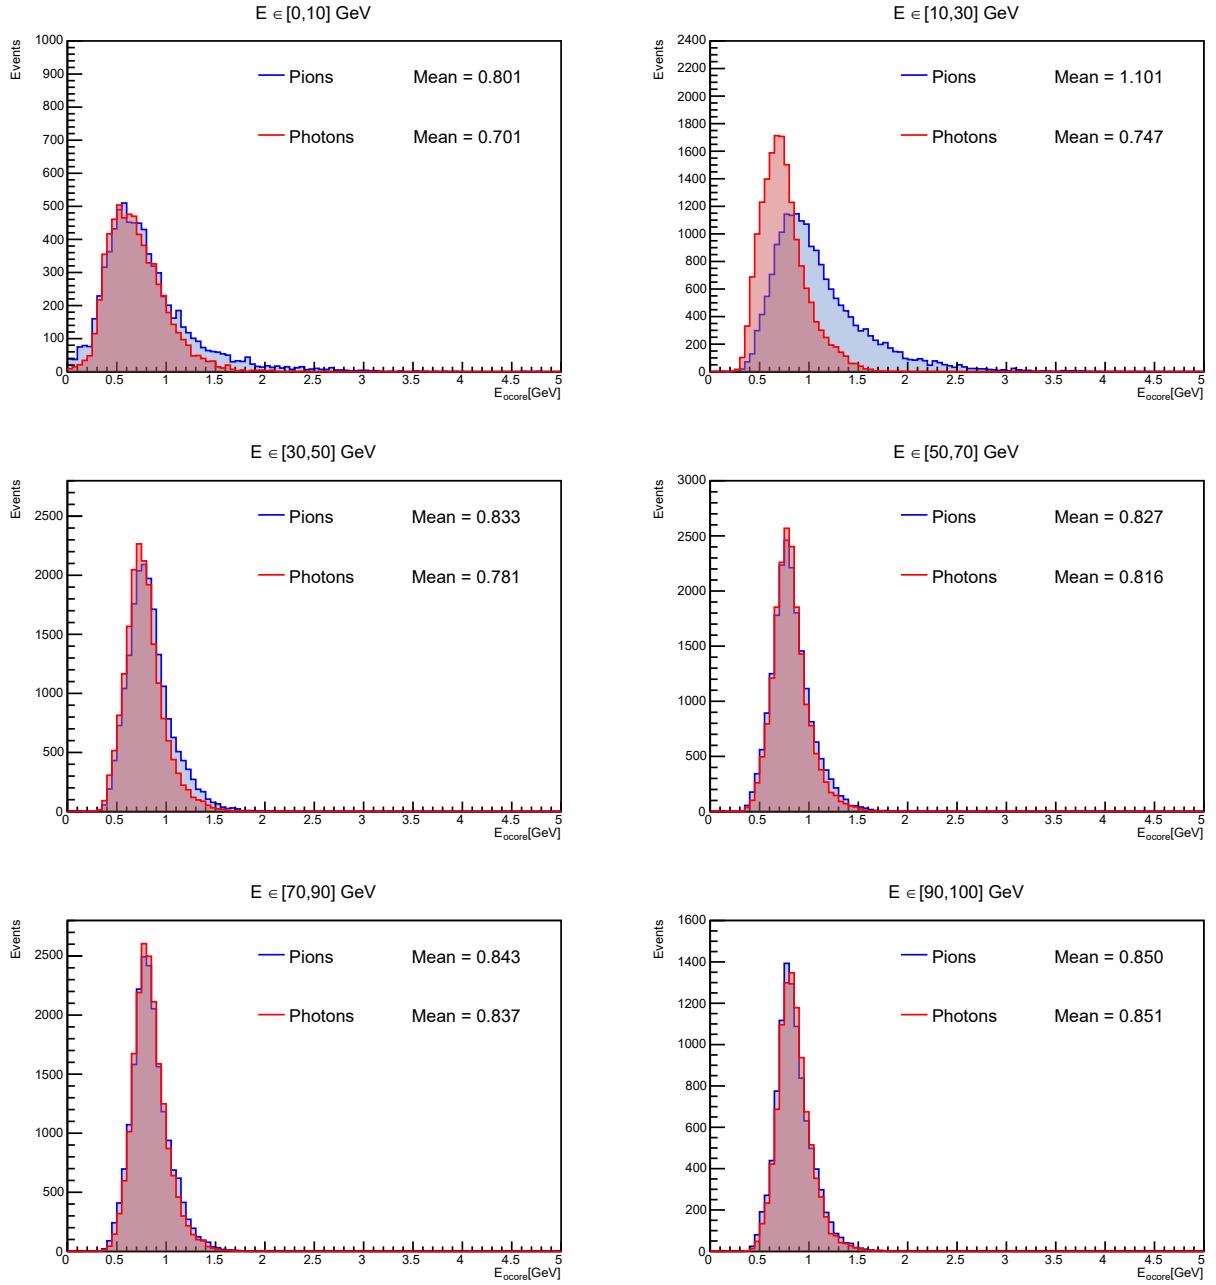 E ∈ [0,10] GeV
Events
1000
900
800
700
600
500
400
300
200
100
0
Pions Mean = 0.801
Photons Mean = 0.701
0 0.5 1 1.5 2 2.5 3 3.5 4 4.5 5
E_ocore[GeV]
E ∈ [10,30] GeV
Events
2400
2200
2000
1800
1600
1400
1200
1000
800
600
400
200
0
Pions Mean = 1.101
Photons Mean = 0.747
0 0.5 1 1.5 2 2.5 3 3.5 4 4.5 5
E_ocore[GeV]
E ∈ [30,50] GeV
Events
2500
2000
1500
1000
500
0
Pions Mean = 0.833
Photons Mean = 0.781
0 0.5 1 1.5 2 2.5 3 3.5 4 4.5 5
E_ocore[GeV]
E ∈ [50,70] GeV
Events
3000
2500
2000
1500
1000
500
0
Pions Mean = 0.827
Photons Mean = 0.816
0 0.5 1 1.5 2 2.5 3 3.5 4 4.5 5
E_ocore[GeV]
E ∈ [70,90] GeV
Events
2500
2000
1500
1000
500
0
Pions Mean = 0.843
Photons Mean = 0.837
0 0.5 1 1.5 2 2.5 3 3.5 4 4.5 5
E_ocore[GeV]
E ∈ [90,100] GeV
Events
1600
1400
1200
1000
800
600
400
200
0
Pions Mean = 0.850
Photons Mean = 0.851
0 0.5 1 1.5 2 2.5 3 3.5 4 4.5 5
E_ocore[GeV]